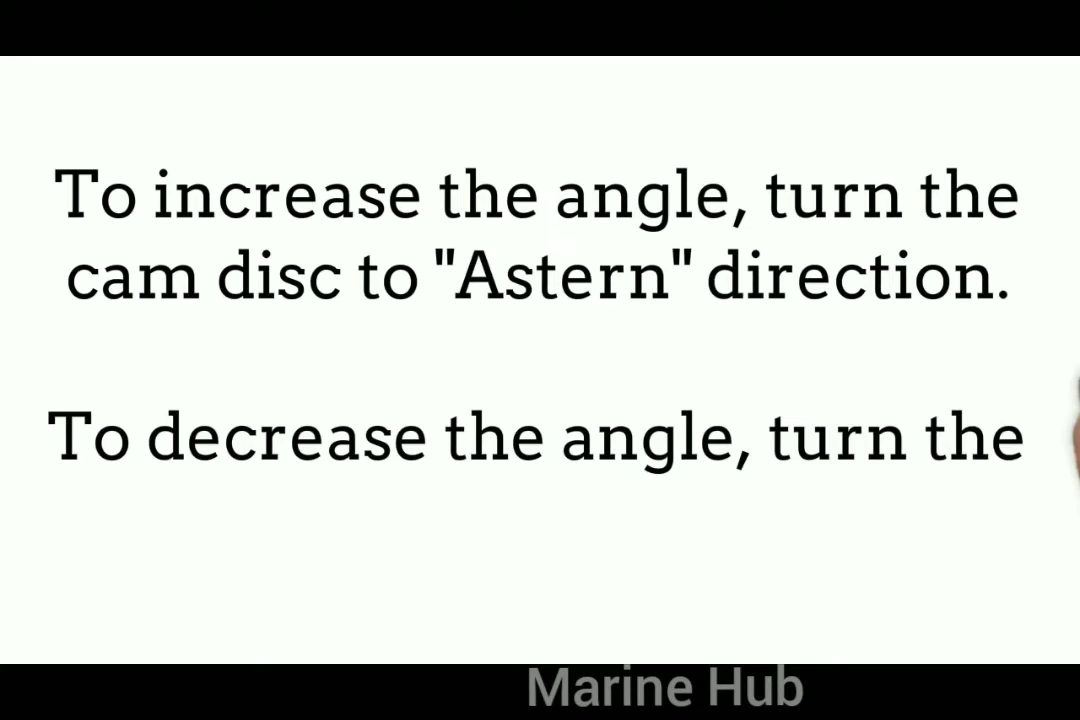 To increase the angle, turn the
cam disc to "Astern" direction.
To decrease the angle, turn the
Marine Hub